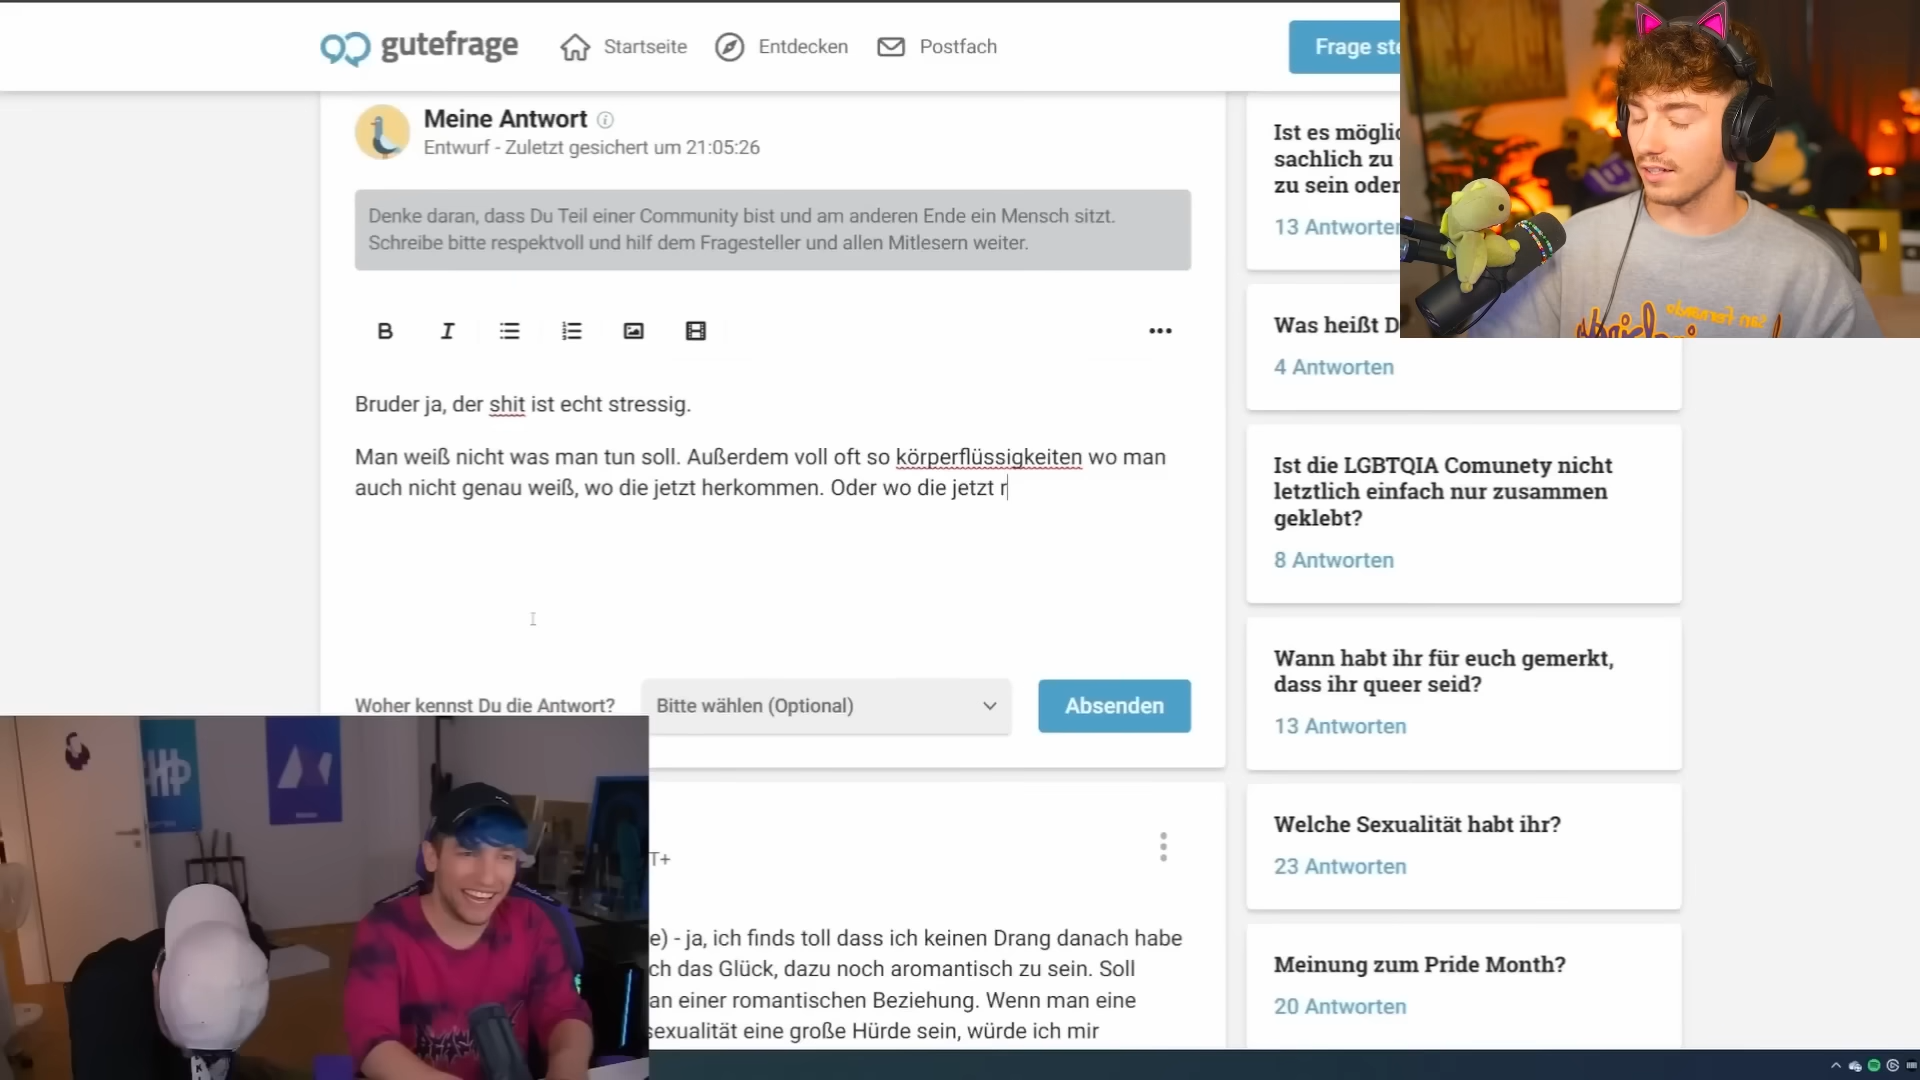 gutefrage
Startseite
Entdecken
Postfach
Frage ste
Meine Antwort
Entwurf - Zuletzt gesichert um 21:05:26
Denke daran, dass Du Teil einer Community bist und am anderen Ende ein Mensch sitzt.
Schreibe bitte respektvoll und hilf dem Fragesteller und allen Mitlesern weiter.
B I
Bruder ja, der shit ist echt stressig.
Man weiß nicht was man tun soll. Außerdem voll oft so körperflüssigkeiten wo man
auch nicht genau weiß, wo die jetzt herkommen. Oder wo die jetzt r
Woher kennst Du die Antwort?
Bitte wählen (Optional)
Absenden
T+
e) - ja, ich finds toll dass ich keinen Drang danach habe
ch das Glück, dazu noch aromantisch zu sein. Soll
an einer romantischen Beziehung. Wenn man eine
sexualität eine große Hürde sein, würde ich mir
Ist es möglic
sachlich zu
zu sein oder
13 Antworten
Was heißt D
4 Antworten
Ist die LGBTQIA Comunety nicht
letztlich einfach nur zusammen
geklebt?
8 Antworten
Wann habt ihr für euch gemerkt,
dass ihr queer seid?
13 Antworten
Welche Sexualität habt ihr?
23 Antworten
Meinung zum Pride Month?
20 Antworten
san fernando